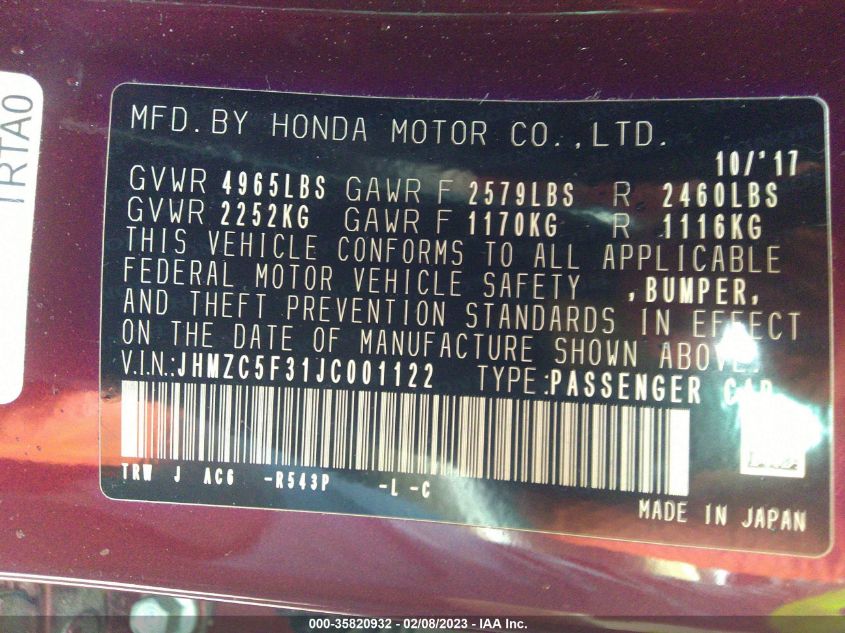 1RTA0
MFD. BY HONDA MOTOR CO., LTD.
10/'17
GVWR 4965LBS GAWR F 2579LBS R 2460LBS
GVWR 2252KG GAWR F 1170KG R 1116KG
THIS VEHICLE CONFORMS TO ALL APPLICABLE
FEDERAL MOTOR VEHICLE SAFETY ,BUMPER,
AND THEFT PREVENTION STANDARDS IN EFFECT
ON THE DATE OF MANUFACTURE SHOWN ABOVE.
V.I.N.:JHMZC5F31JC001122 TYPE:PASSENGER CAR
TRW J AC6 -R543P -L -C
MADE IN JAPAN
000-35820932 - 02/08/2023 - © IAA Inc.